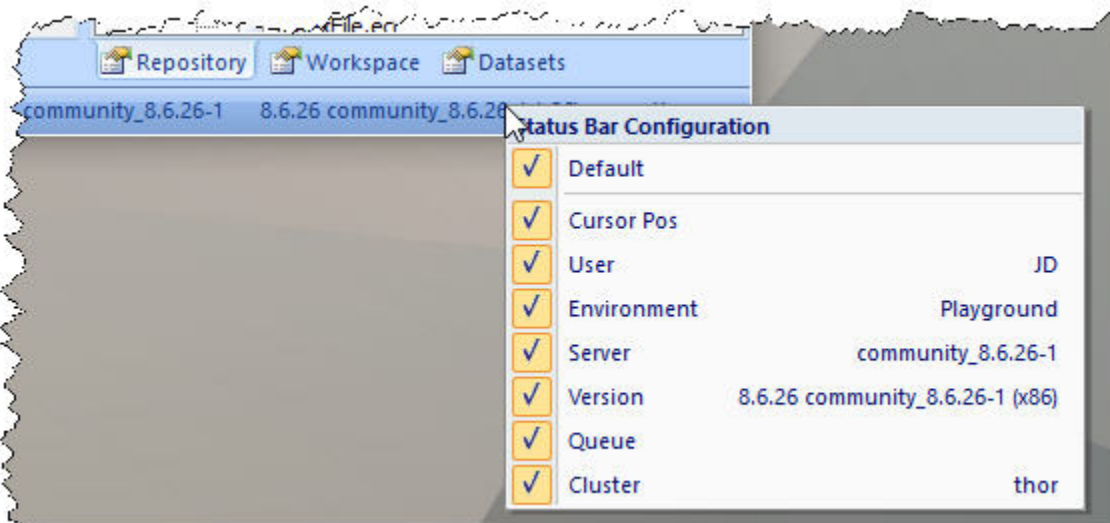 Repository Workspace Datasets
community_8.6.26-1 8.6.26 community_8.6.26
Status Bar Configuration
Default
Cursor Pos
User JD
Environment Playground
Server community_8.6.26-1
Version 8.6.26 community_8.6.26-1 (x86)
Queue
Cluster thor